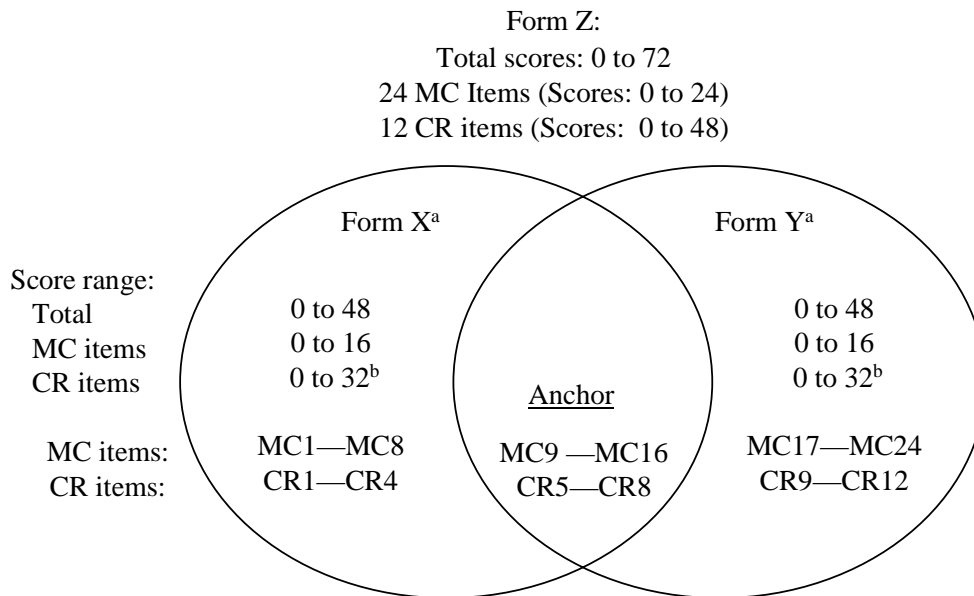 Form Z:
Total scores: 0 to 72
24 MC Items (Scores: 0 to 24)
12 CR items (Scores: 0 to 48)
Form Xᵃ Form Yᵃ
Score range:
Total 0 to 48 0 to 48
MC items 0 to 16 0 to 16
CR items 0 to 32ᵇ 0 to 32ᵇ
Anchor
MC items: MC1—MC8 MC9 —MC16 MC17—MC24
CR items: CR1—CR4 CR5—CR8 CR9—CR12